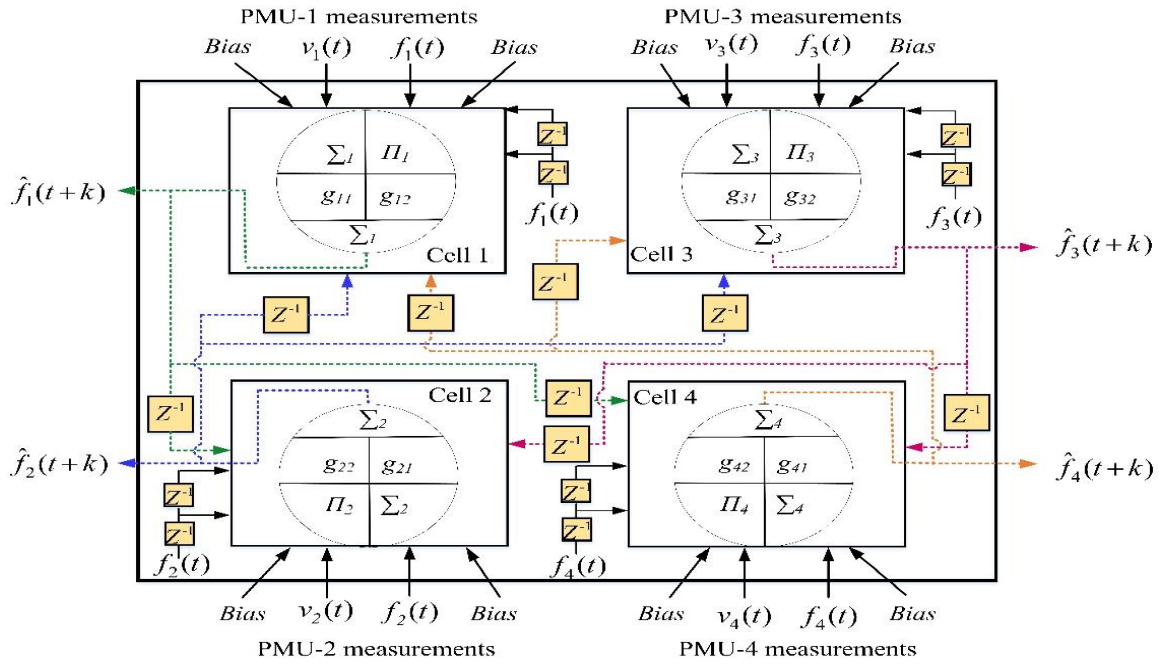 PMU-1 measurements
PMU-3 measurements
Bias v₁(t) f₁(t) Bias
Bias v₃(t) f₃(t) Bias
Σ₁ Π₁
g₁₁ g₁₂
Σ₁
Cell 1
Z⁻¹
Z⁻¹
f₁(t)
Σ₃ Π₃
g₃₁ g₃₂
Σ₃
Cell 3
Z⁻¹
Z⁻¹
f₃(t)
f̂₁(t+k)
f̂₃(t+k)
Z⁻¹
Z⁻¹
Z⁻¹
Z⁻¹
Z⁻¹
Z⁻¹
Z⁻¹
Z⁻¹
Cell 2
Σ₂
g₂₂ g₂₁
Π₂ Σ₂
Cell 4
Σ₄
g₄₂ g₄₁
Π₄ Σ₄
f̂₂(t+k)
f̂₄(t+k)
Z⁻¹
Z⁻¹
f₂(t)
Z⁻¹
Z⁻¹
f₄(t)
Bias v₂(t) f₂(t) Bias
Bias v₄(t) f₄(t) Bias
PMU-2 measurements
PMU-4 measurements